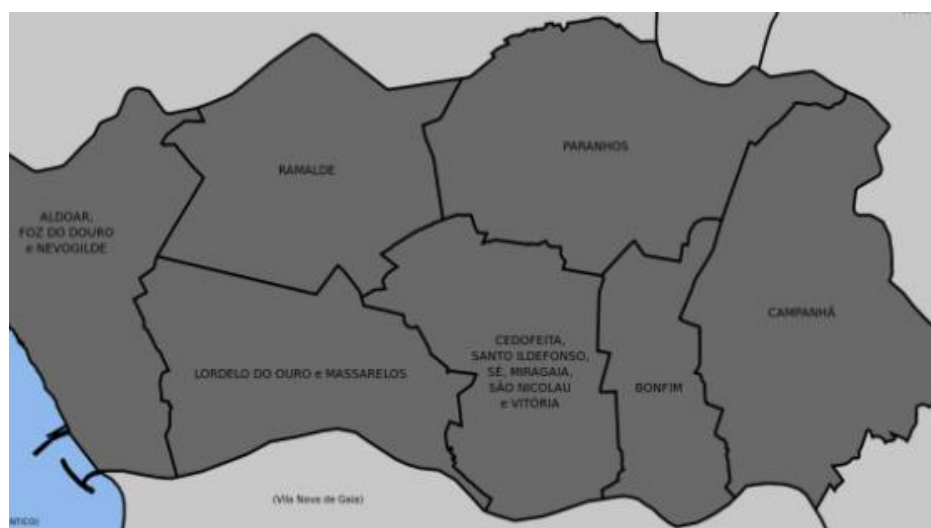 PARANHOS
RAMALDE
ALDOAR,
FOZ DO DOURO
e NEVOGILDE
CAMPANHÃ
CEDOFEITA,
SANTO ILDEFONSO,
SÉ, MIRAGAIA,
SÃO NICOLAU
e VITÓRIA
LORDELO DO OURO e MASSARELOS
BONFIM
(Vila Nova de Gaia)
NTICO)